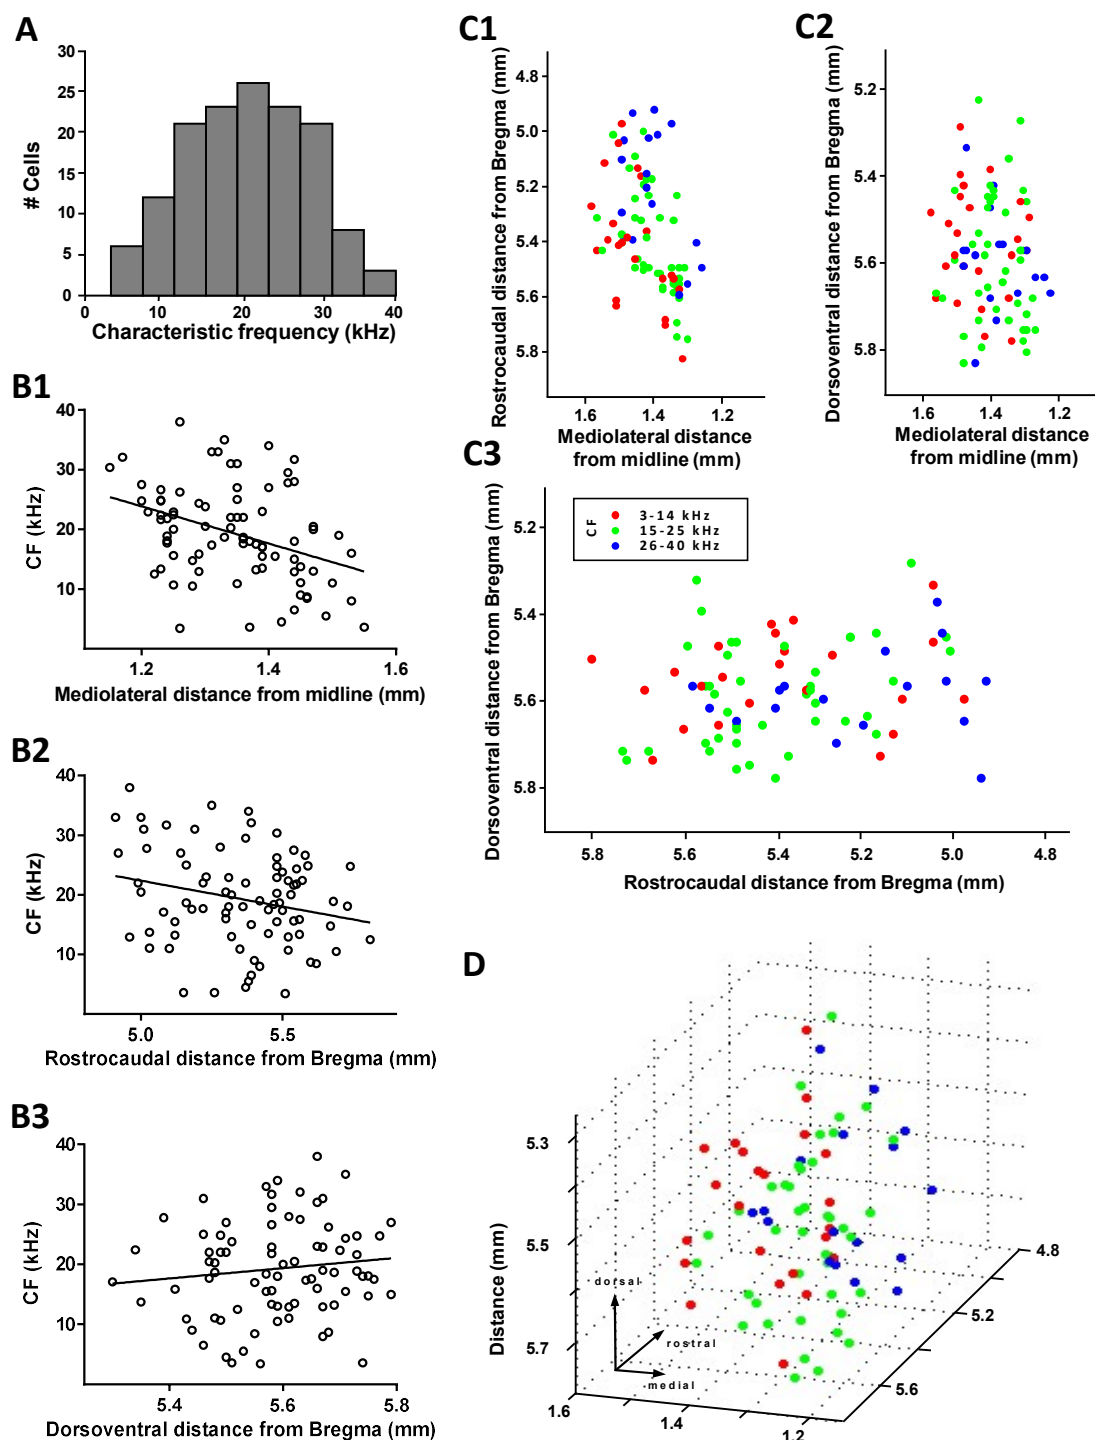 A
30
25
20
15
10
5
0
# Cells
0 10 20 30 40
Characteristic frequency (kHz)
B1
40
30
20
10
CF (kHz)
1.2 1.4 1.6
Mediolateral distance from midline (mm)
B2
40
30
20
10
CF (kHz)
5.0 5.5
Rostrocaudal distance from Bregma (mm)
B3
40
30
20
10
CF (kHz)
5.4 5.6 5.8
Dorsoventral distance from Bregma (mm)
C1
4.8
5.0
5.2
5.4
5.6
5.8
Rostrocaudal distance from Bregma (mm)
1.6 1.4 1.2
Mediolateral distance
from midline (mm)
C2
5.2
5.4
5.6
5.8
Dorsoventral distance from Bregma (mm)
1.6 1.4 1.2
Mediolateral distance
from midline (mm)
C3
5.2
5.4
5.6
5.8
Dorsoventral distance from Bregma (mm)
CF
3-14 kHz
15-25 kHz
26-40 kHz
5.8 5.6 5.4 5.2 5.0 4.8
Rostrocaudal distance from Bregma (mm)
D
5.3
5.5
5.7
Distance (mm)
dorsal
rostral
medial
1.6
1.4
1.2
4.8
5.2
5.6